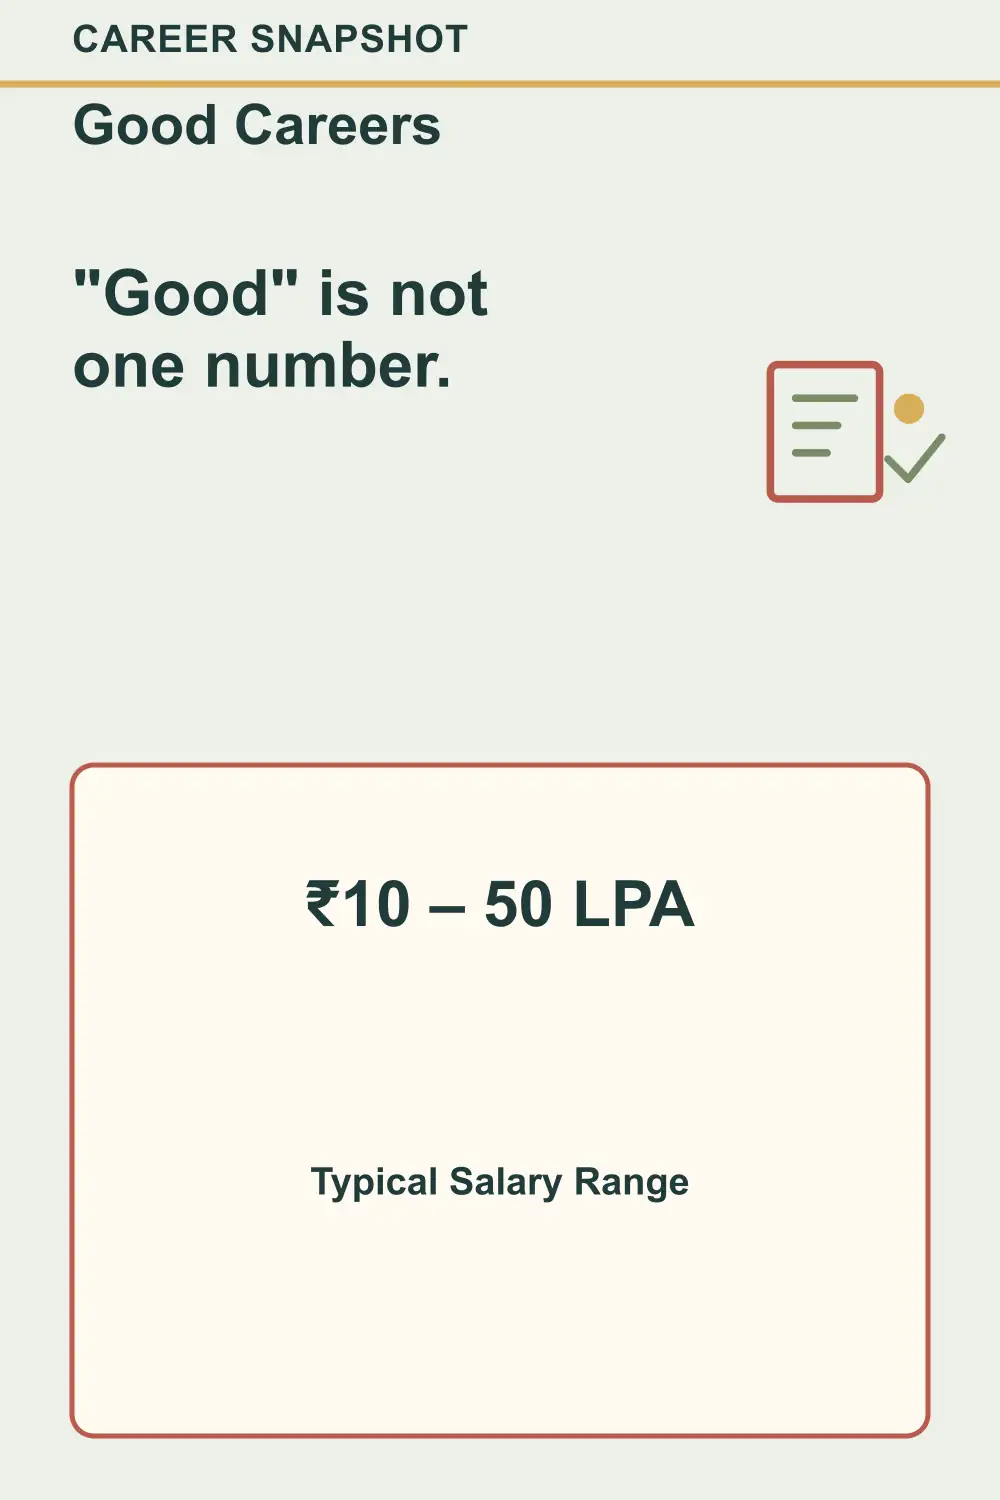 CAREER SNAPSHOT
Good Careers
"Good" is not
one number.
₹10 – 50 LPA
Typical Salary Range